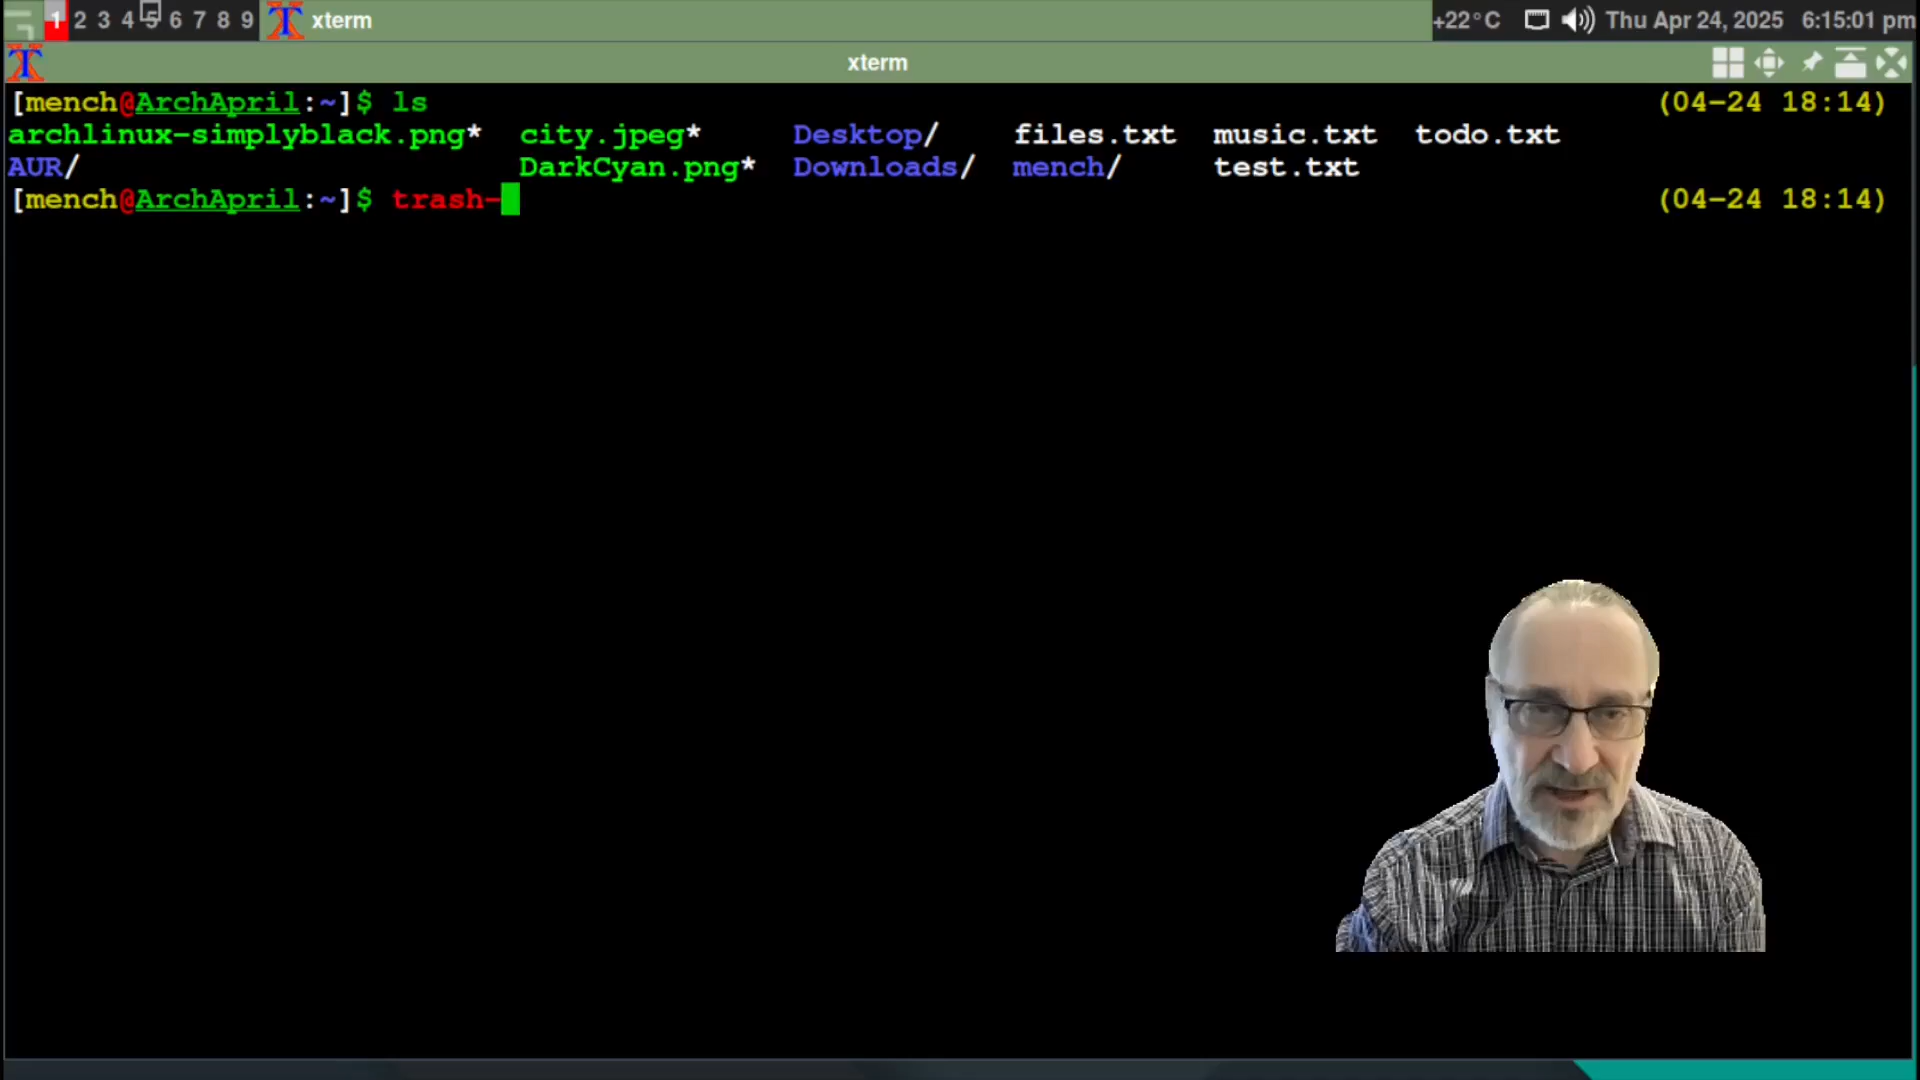 1 2 3 4 5 6 7 8 9 xterm +22°C Thu Apr 24, 2025 6:15:01 pm
xterm
[mench@ArchApril:~]$ ls (04-24 18:14)
archlinux-simplyblack.png* city.jpeg* Desktop/ files.txt music.txt todo.txt
AUR/ DarkCyan.png* Downloads/ mench/ test.txt
[mench@ArchApril:~]$ trash- (04-24 18:14)